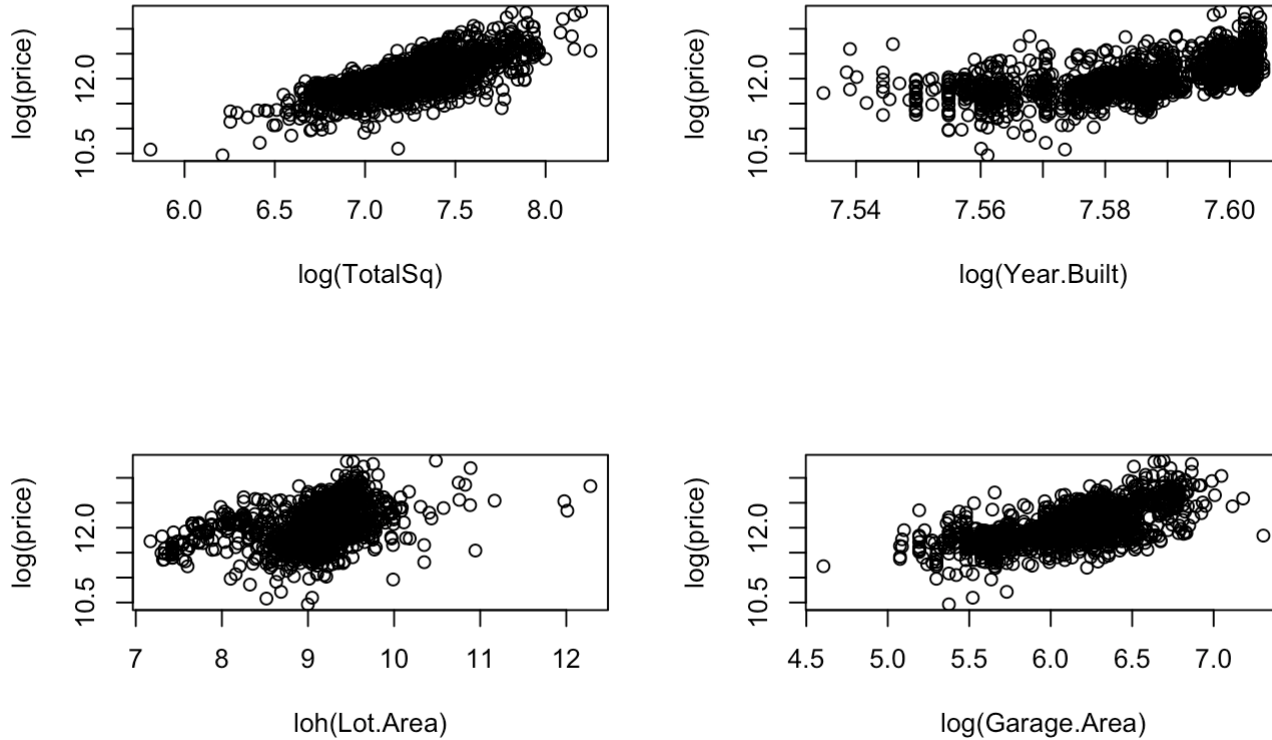 log(price)
12.0
10.5
6.0 6.5 7.0 7.5 8.0
log(TotalSq)
log(price)
12.0
10.5
7.54 7.56 7.58 7.60
log(Year.Built)
log(price)
12.0
10.5
7 8 9 10 11 12
loh(Lot.Area)
log(price)
12.0
10.5
4.5 5.0 5.5 6.0 6.5 7.0
log(Garage.Area)